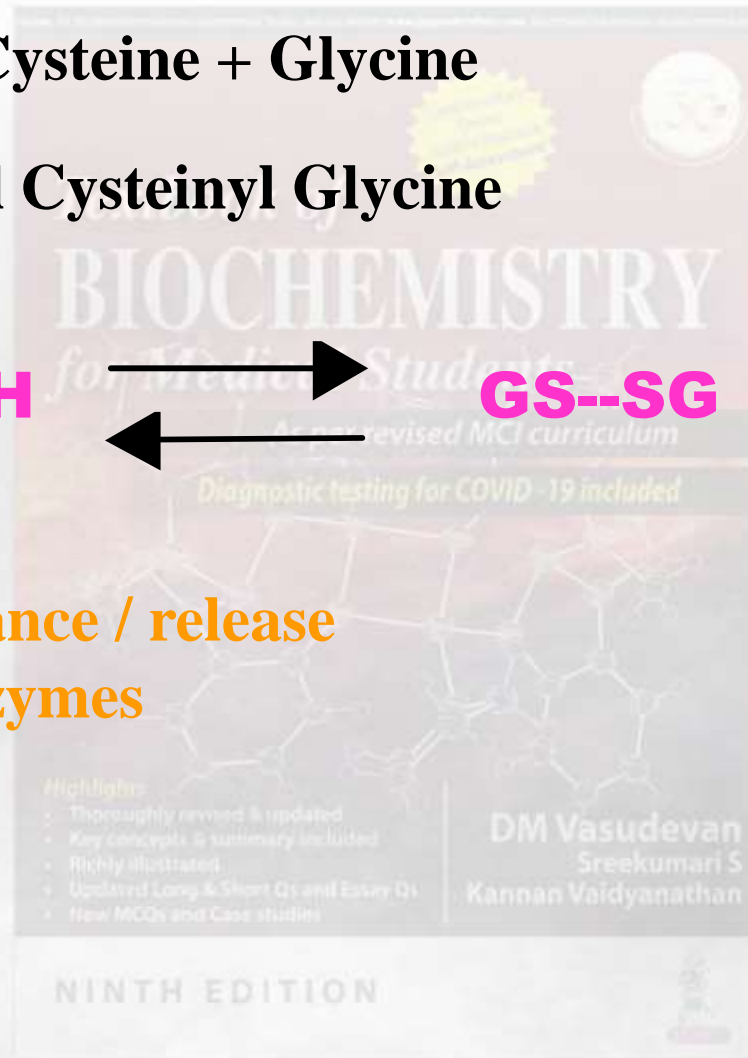 Cysteine + Glycine
l Cysteinyl Glycine
BIOCHEMISTRY
for Medical Students
H GS--SG
As per revised MCI curriculum
Diagnostic testing for COVID-19 included
ance / release
zymes
Highlights
• Thoroughly revised & updated
• Key concepts & summary included
• Richly illustrated
• Updated Long & Short Qs and Essay Qs
• New MCQs and Case studies
DM Vasudevan
Sreekumari S
Kannan Vaidyanathan
NINTH EDITION